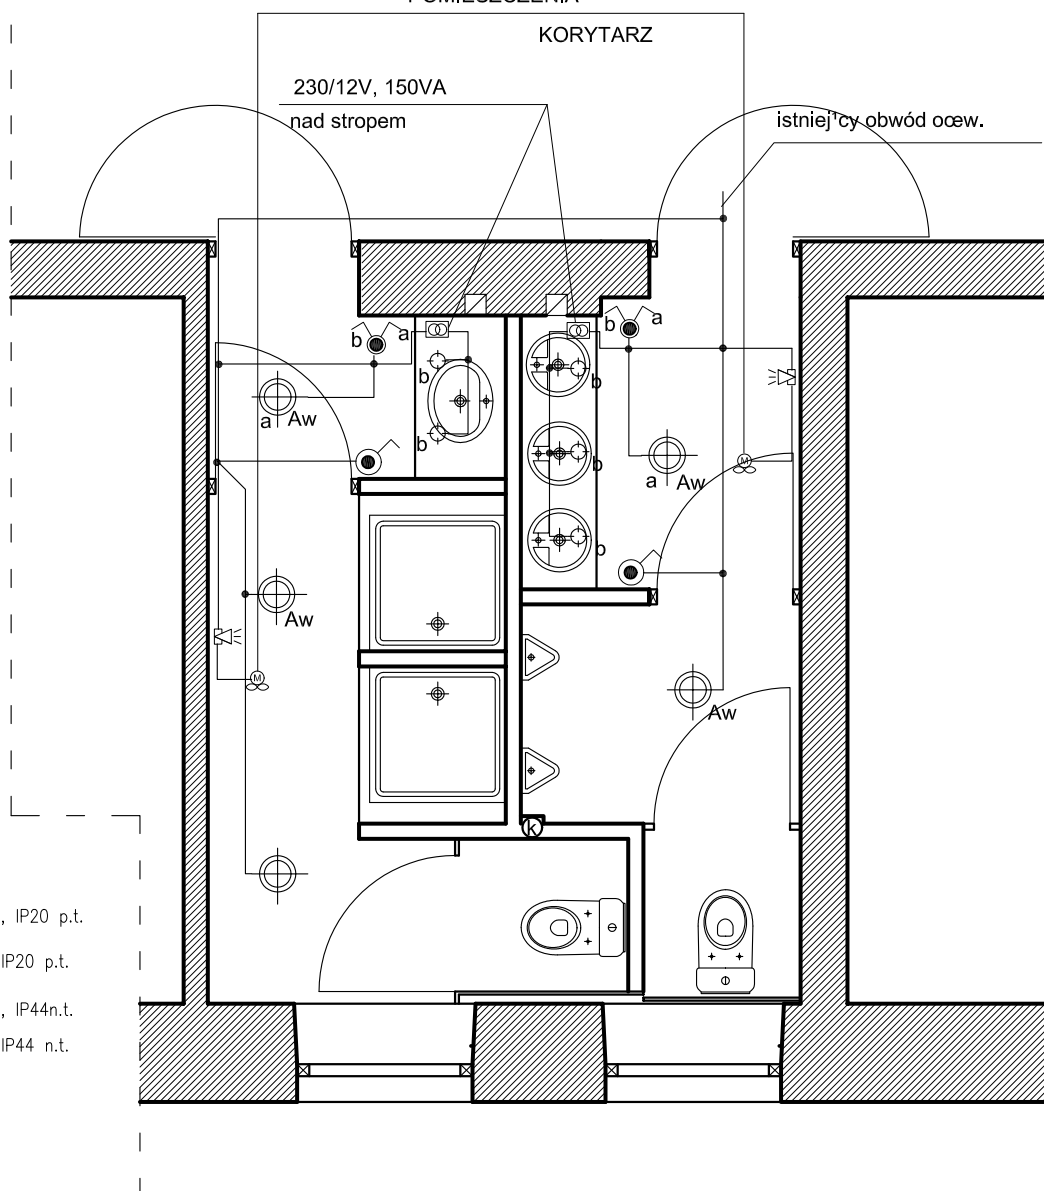 POMIESZCZENIA
KORYTARZ
230/12V, 150VA
nad stropem
istniej¹cy obwód oœw.
b
a
b
a
b
b
b
b
b
a
Aw
a
Aw
M
Aw
M
Aw
k
, IP20 p.t.
IP20 p.t.
, IP44n.t.
IP44 n.t.